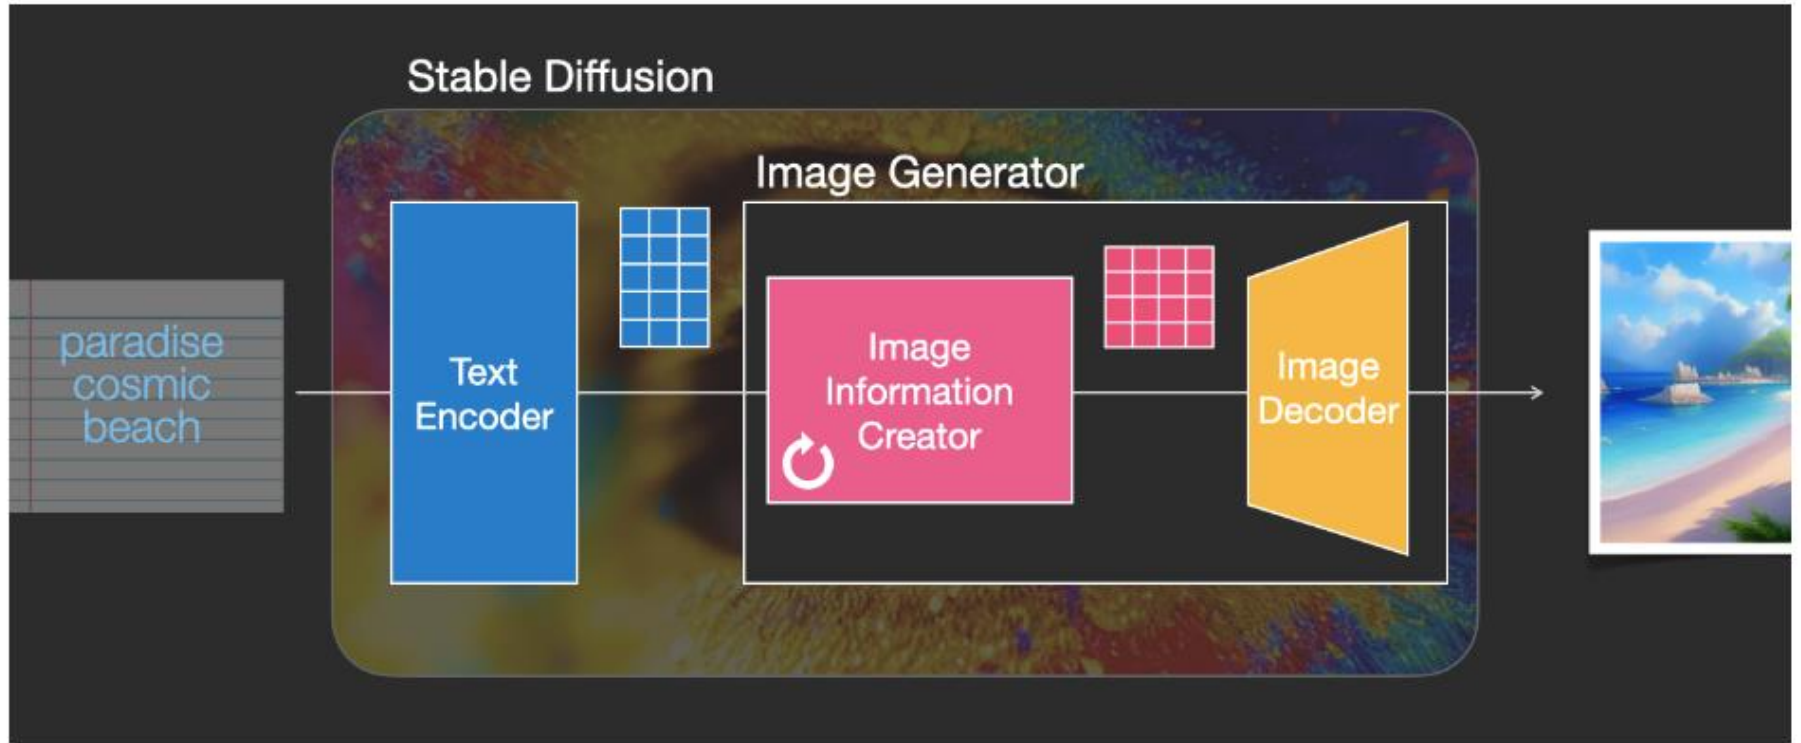 Stable Diffusion
Image Generator
paradise
cosmic
beach
Text
Encoder
Image
Information
Creator
Image
Decoder